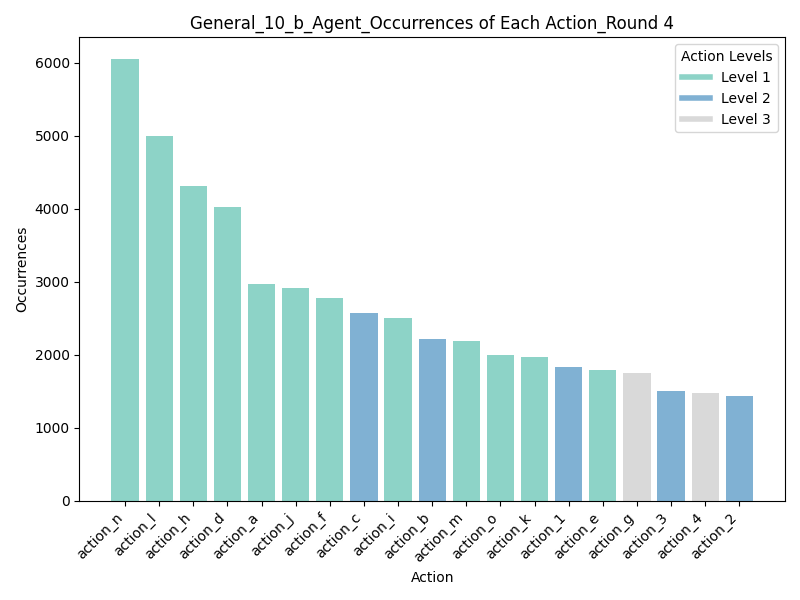 General_10_b_Agent_Occurrences of Each Action_Round 4
Action Levels
Level 1
Level 2
Level 3
Occurrences
6000
5000
4000
3000
2000
1000
0
action_n
action_l
action_h
action_d
action_a
action_j
action_f
action_c
action_i
action_b
action_m
action_o
action_k
action_1
action_e
action_g
action_3
action_4
action_2
Action